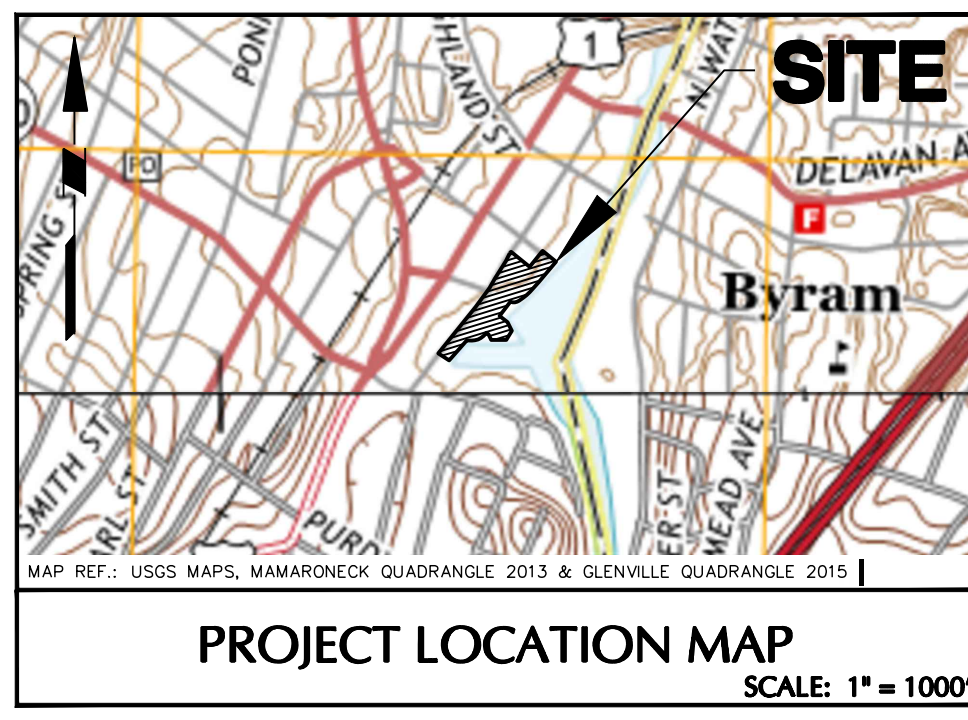 SITE
1
PO
DELAVAN A
F
SPRING S
Byram
SMITH ST
MEAD AVE
MAP REF.: USGS MAPS, MAMARONECK QUADRANGLE 2013 & GLENVILLE QUADRANGLE 2015
PROJECT LOCATION MAP
SCALE: 1" = 1000'